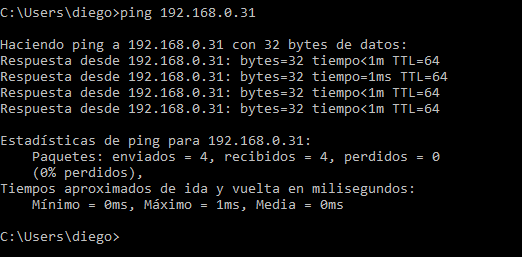 C:\Users\diego>ping 192.168.0.31
Haciendo ping a 192.168.0.31 con 32 bytes de datos:
Respuesta desde 192.168.0.31: bytes=32 tiempo<1m TTL=64
Respuesta desde 192.168.0.31: bytes=32 tiempo=1ms TTL=64
Respuesta desde 192.168.0.31: bytes=32 tiempo<1m TTL=64
Respuesta desde 192.168.0.31: bytes=32 tiempo<1m TTL=64
Estadísticas de ping para 192.168.0.31:
    Paquetes: enviados = 4, recibidos = 4, perdidos = 0
    (0% perdidos),
Tiempos aproximados de ida y vuelta en milisegundos:
    Mínimo = 0ms, Máximo = 1ms, Media = 0ms
C:\Users\diego>